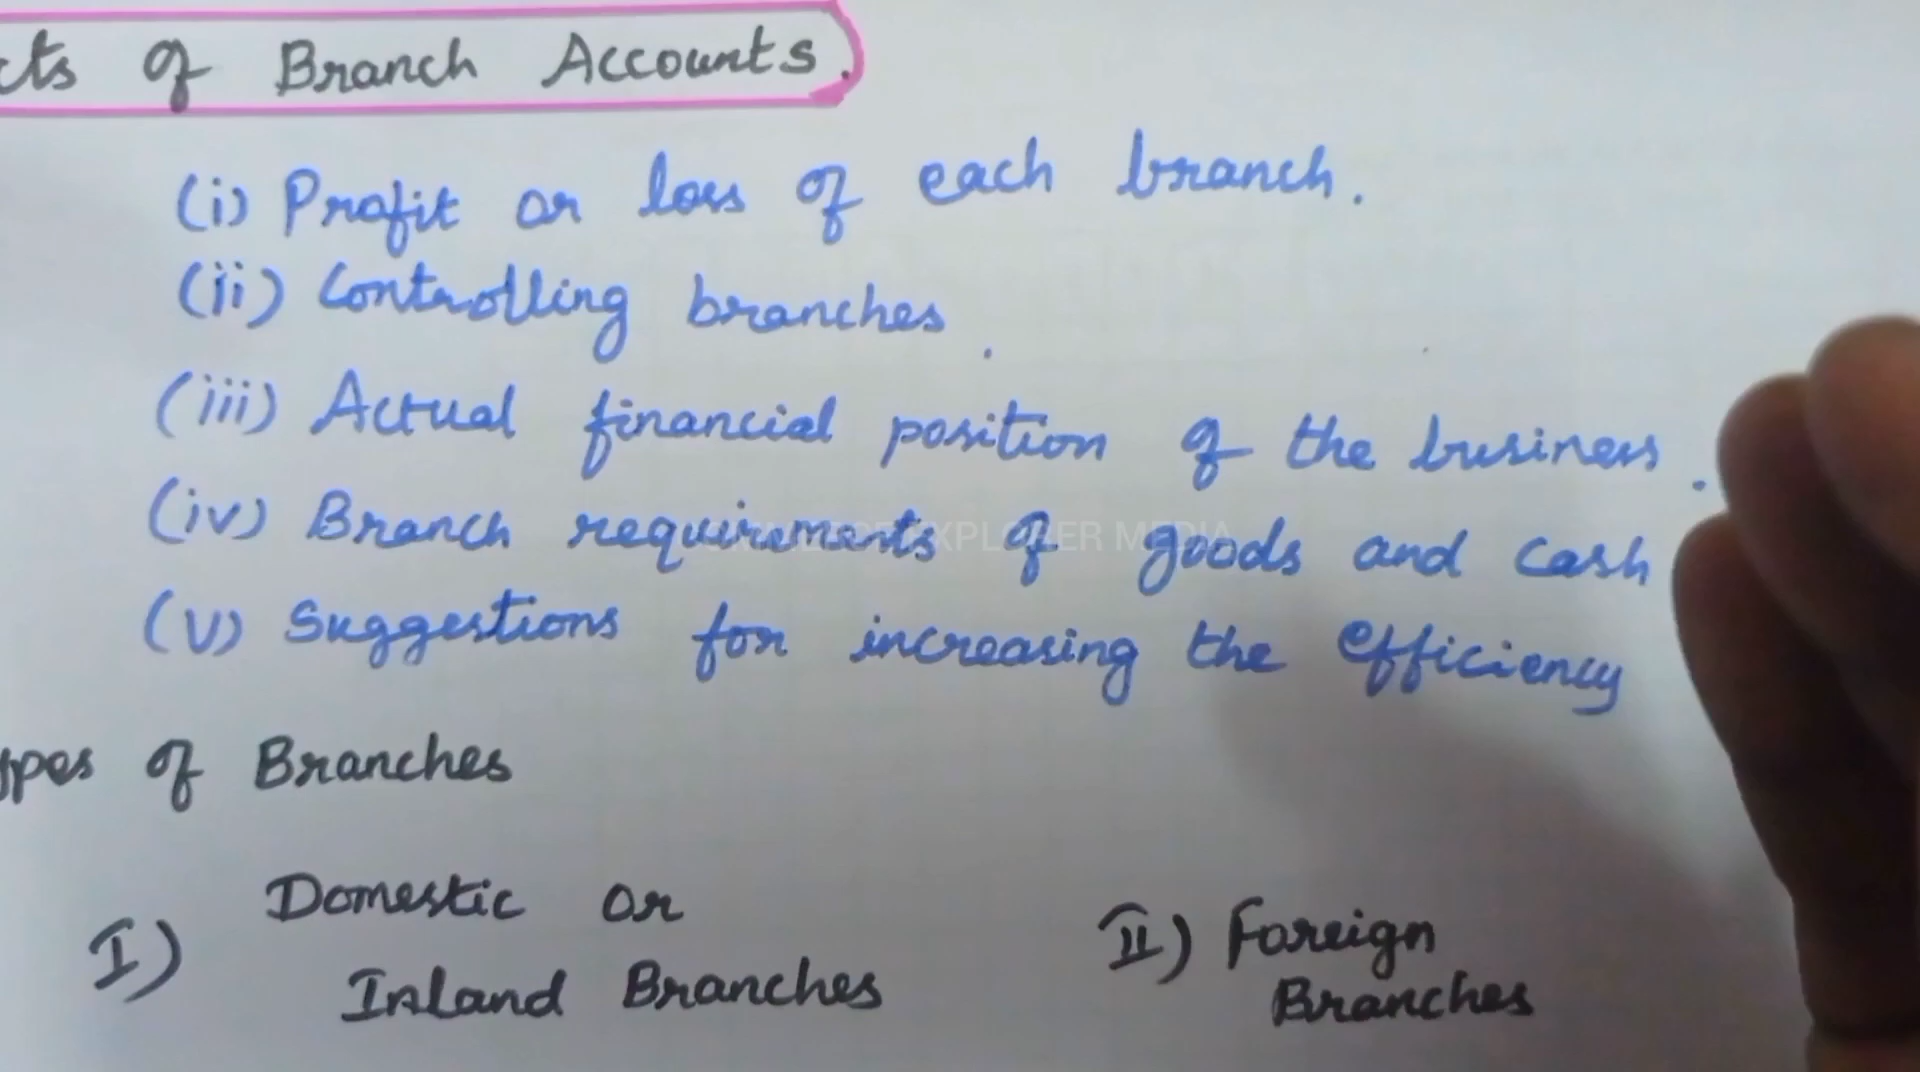 cts of Branch Accounts.
(i) Profit or loss of each branch.
(ii) Controlling branches.
(iii) Actual financial position of the business.
(iv) Branch requirements of goods and cash
(v) Suggestions for increasing the efficiency
ypes of Branches
I) Domestic or
Inland Branches
II) Foreign
Branches